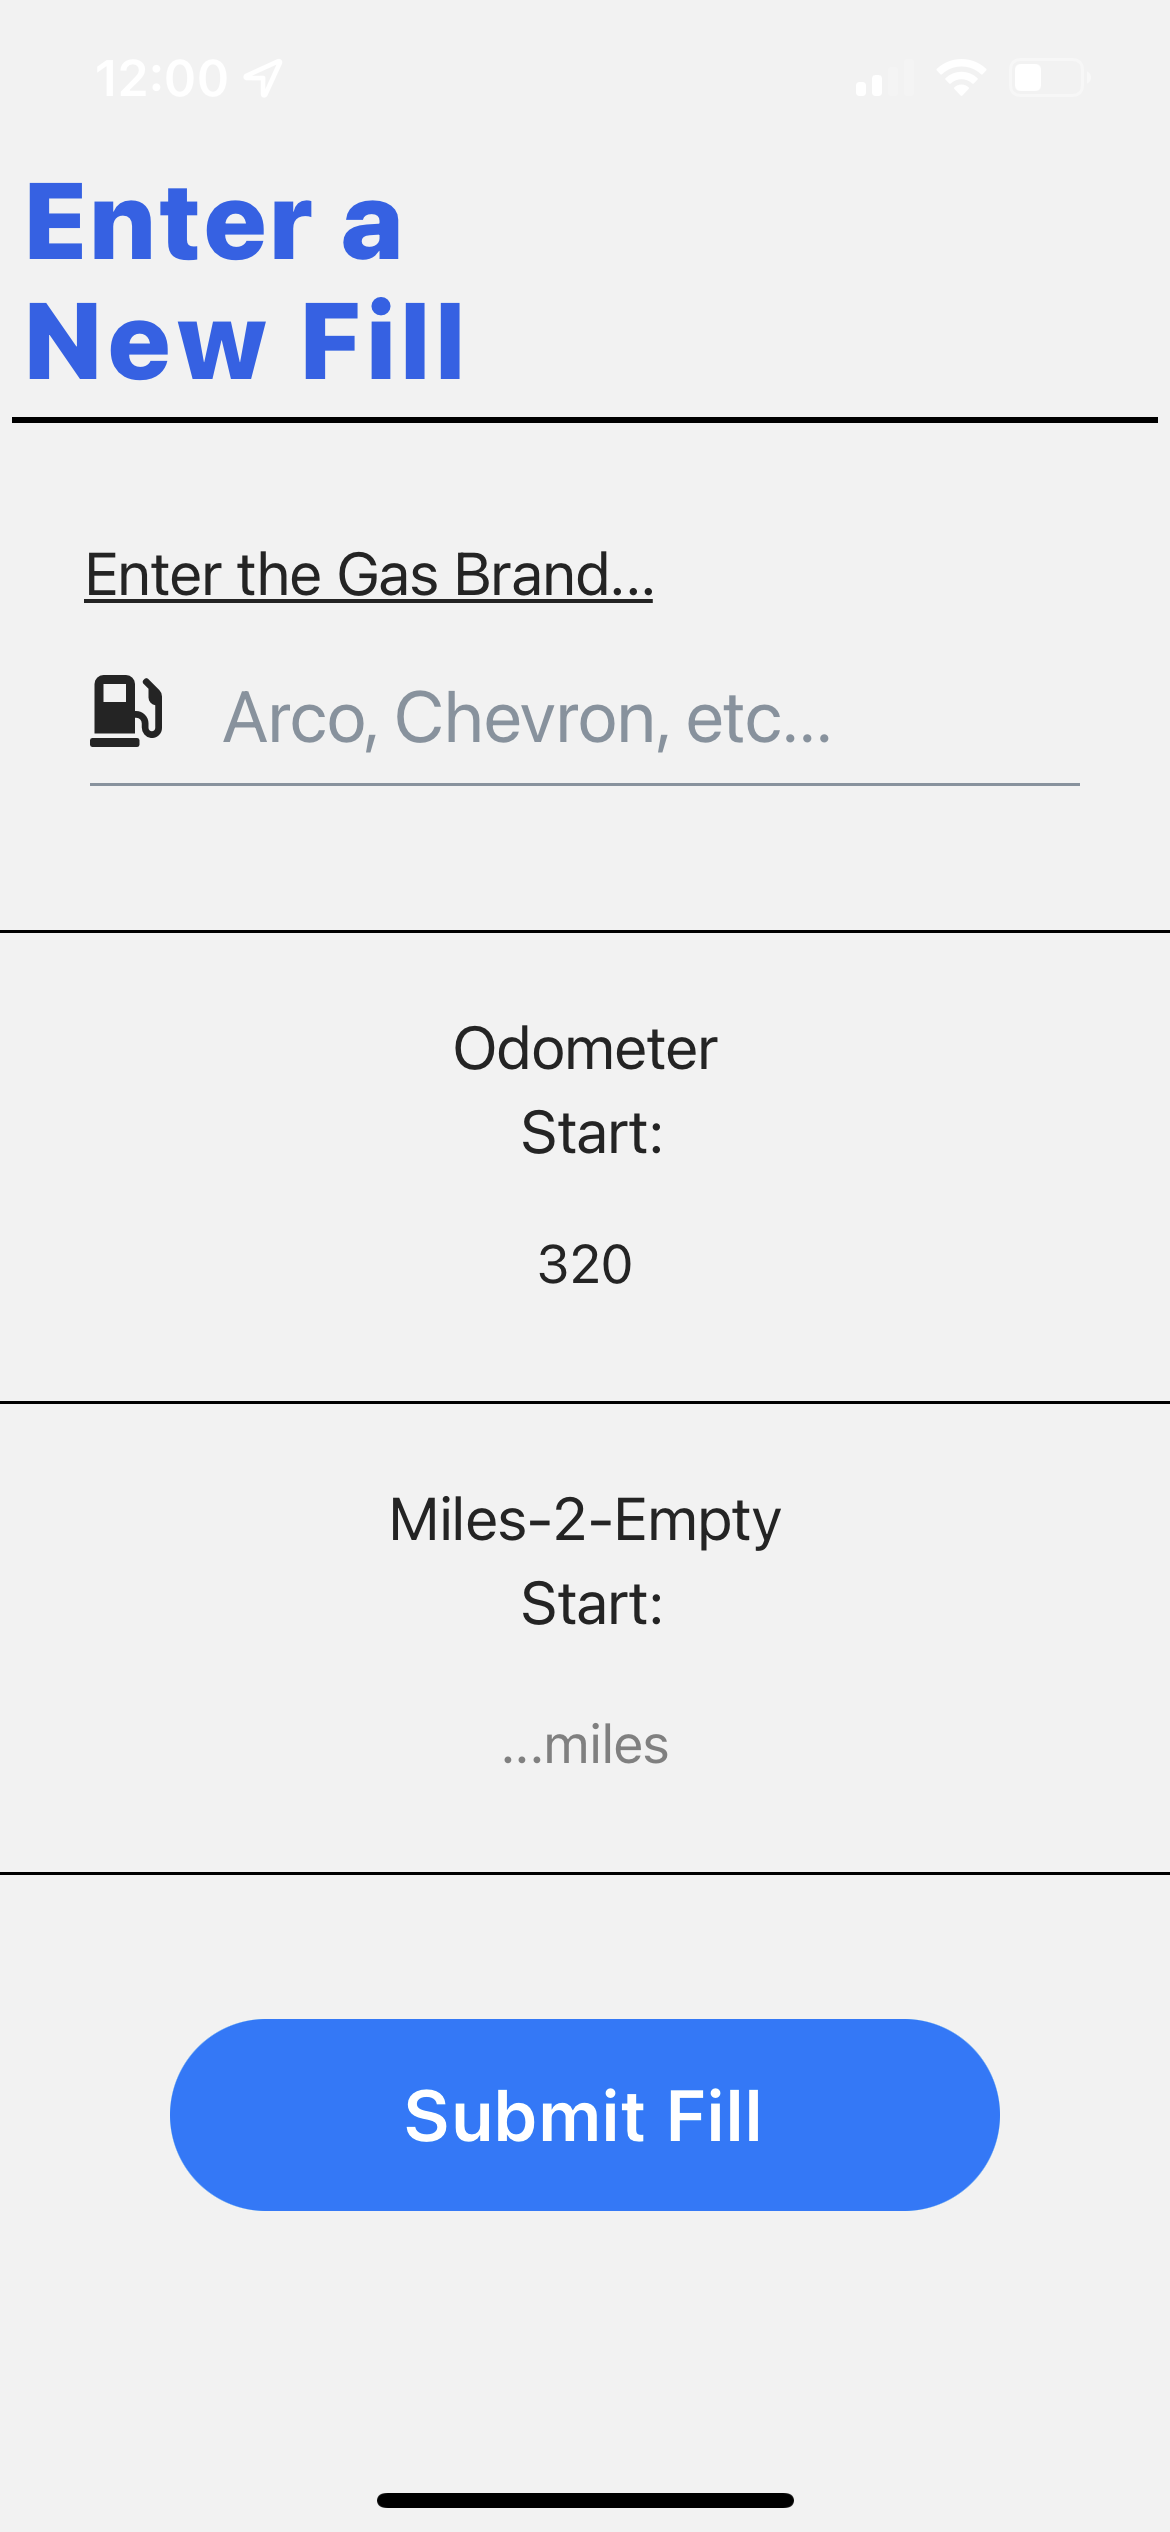 12:00
Enter a
New Fill
Enter the Gas Brand...
Arco, Chevron, etc...
Odometer
Start:
320
Miles-2-Empty
Start:
...miles
Submit Fill